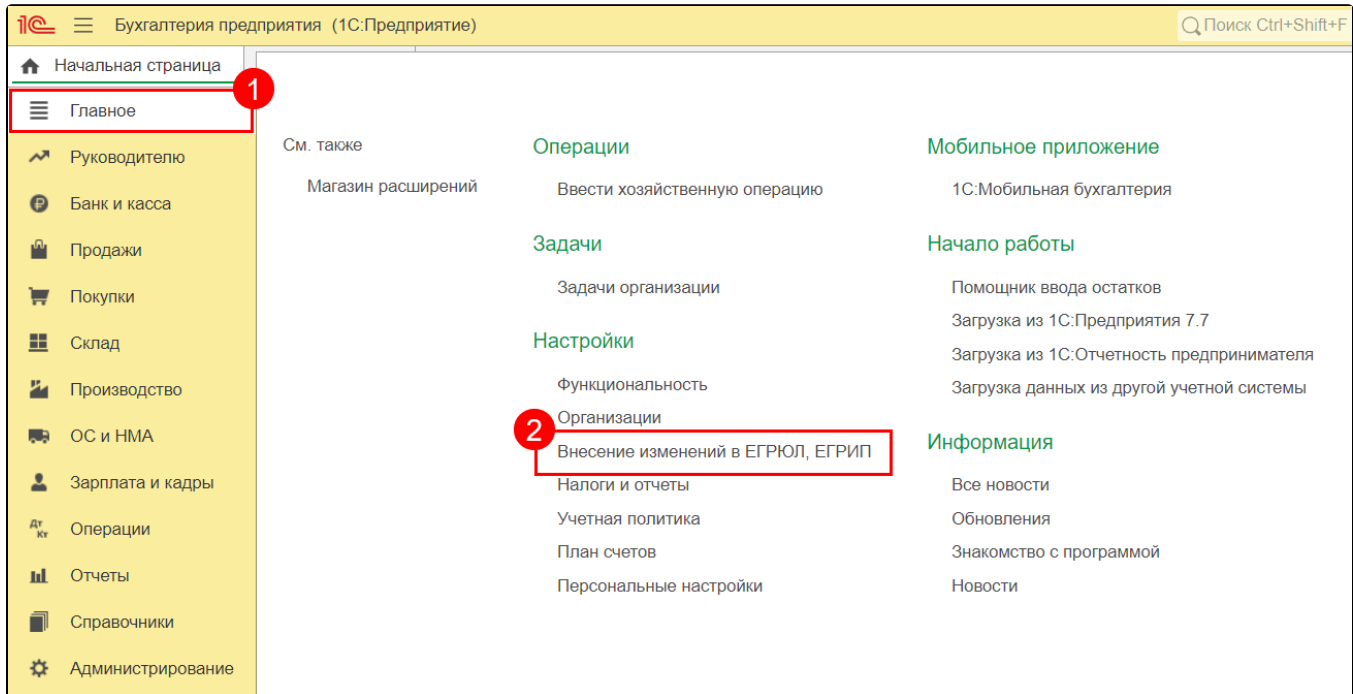 1С Бухгалтерия предприятия (1С:Предприятие) Поиск Ctrl+Shift+F
Начальная страница
1
Главное
Руководителю
Банк и касса
Продажи
Покупки
Склад
Производство
ОС и НМА
Зарплата и кадры
Дт Кт Операции
Отчеты
Справочники
Администрирование
См. также
Магазин расширений
Операции
Ввести хозяйственную операцию
Задачи
Задачи организации
Настройки
Функциональность
Организации
2
Внесение изменений в ЕГРЮЛ, ЕГРИП
Налоги и отчеты
Учетная политика
План счетов
Персональные настройки
Мобильное приложение
1С:Мобильная бухгалтерия
Начало работы
Помощник ввода остатков
Загрузка из 1С:Предприятия 7.7
Загрузка из 1С:Отчетность предпринимателя
Загрузка данных из другой учетной системы
Информация
Все новости
Обновления
Знакомство с программой
Новости